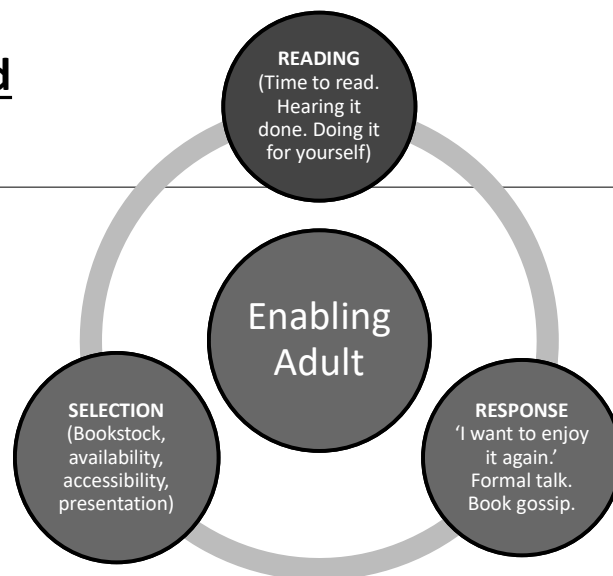 READING
(Time to read.
Hearing it
done. Doing it
for yourself)
Enabling
Adult
SELECTION
(Bookstock,
availability,
accessibility,
presentation)
RESPONSE
‘I want to enjoy
it again.’
Formal talk.
Book gossip.